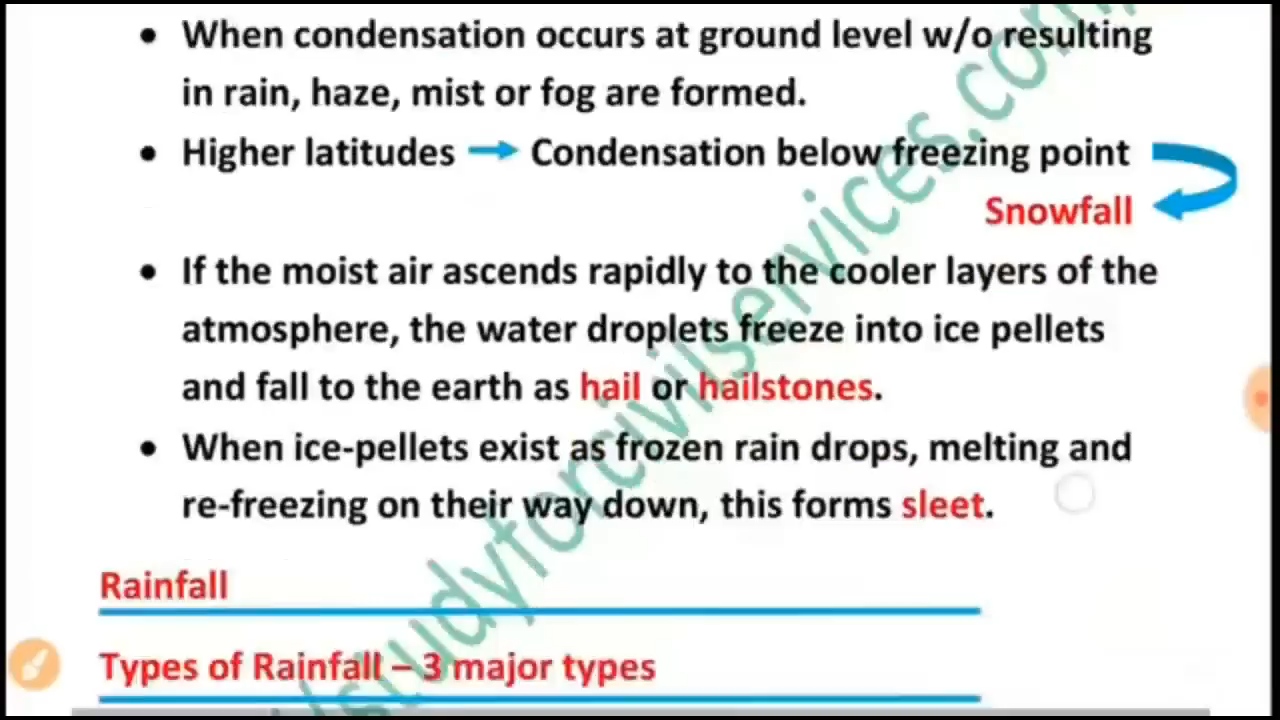 • When condensation occurs at ground level w/o resulting
in rain, haze, mist or fog are formed.
• Higher latitudes → Condensation below freezing point
Snowfall
• If the moist air ascends rapidly to the cooler layers of the
atmosphere, the water droplets freeze into ice pellets
and fall to the earth as hail or hailstones.
• When ice-pellets exist as frozen rain drops, melting and
re-freezing on their way down, this forms sleet.
Rainfall
Types of Rainfall – 3 major types
/studyforcivilservices.com